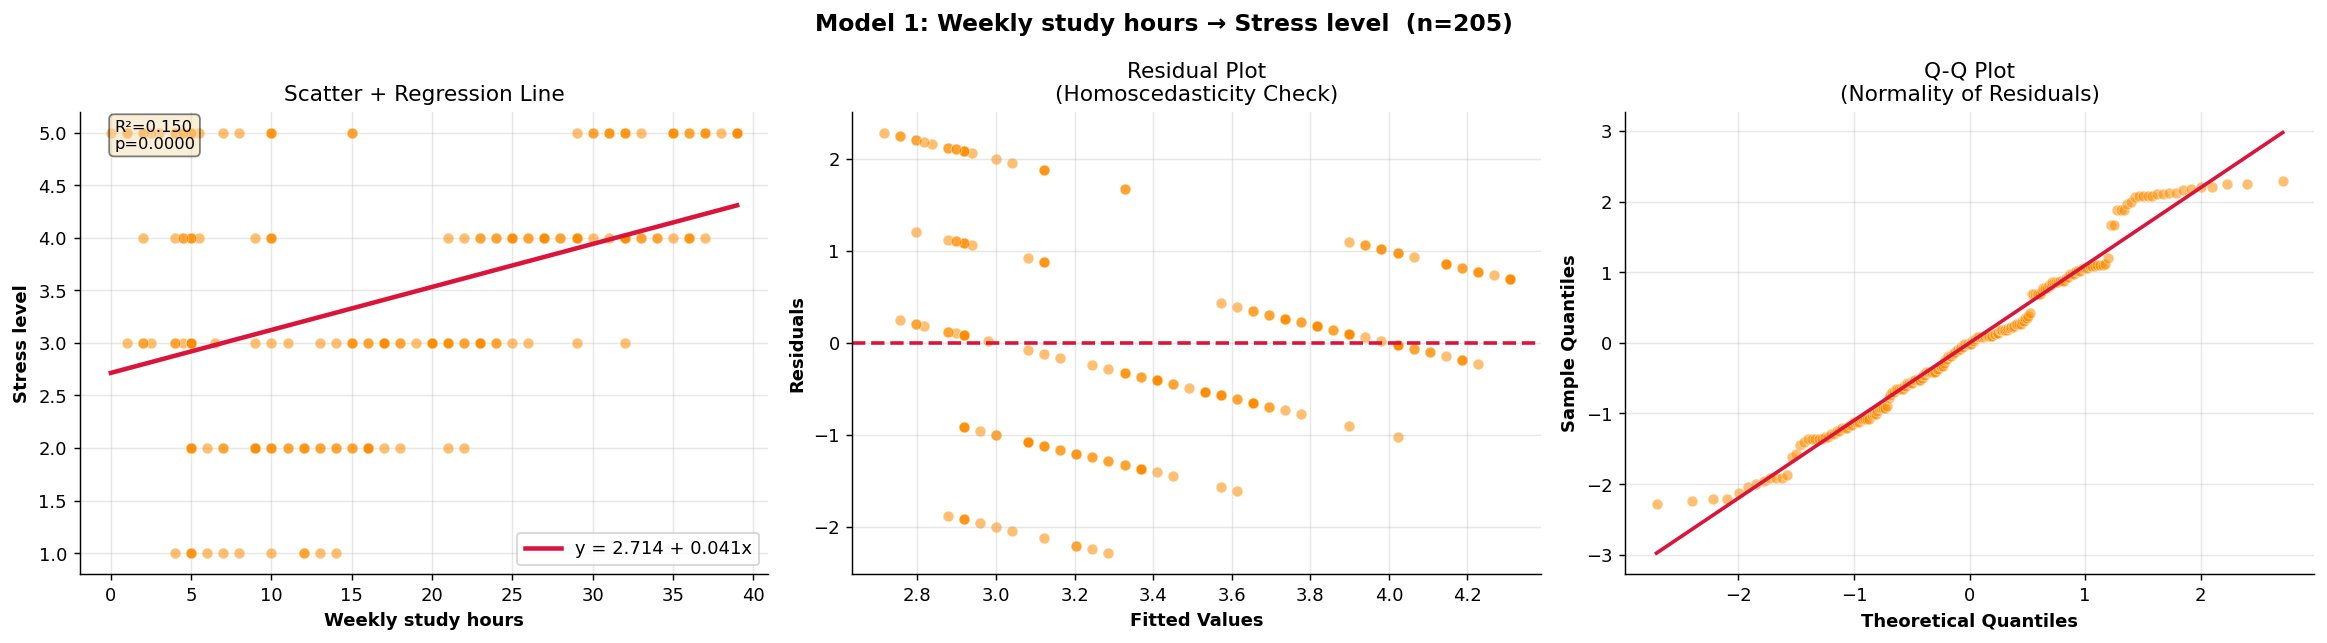 Model 1: Weekly study hours → Stress level  (n=205)
Scatter + Regression Line
R²=0.150
p=0.0000
5.0
4.5
4.0
3.5
3.0
2.5
2.0
1.5
1.0
Stress level
y = 2.714 + 0.041x
0 5 10 15 20 25 30 35 40
Weekly study hours
Residual Plot
(Homoscedasticity Check)
2
1
0
−1
−2
Residuals
2.8 3.0 3.2 3.4 3.6 3.8 4.0 4.2
Fitted Values
Q-Q Plot
(Normality of Residuals)
3
2
1
0
−1
−2
−3
Sample Quantiles
−2 −1 0 1 2
Theoretical Quantiles